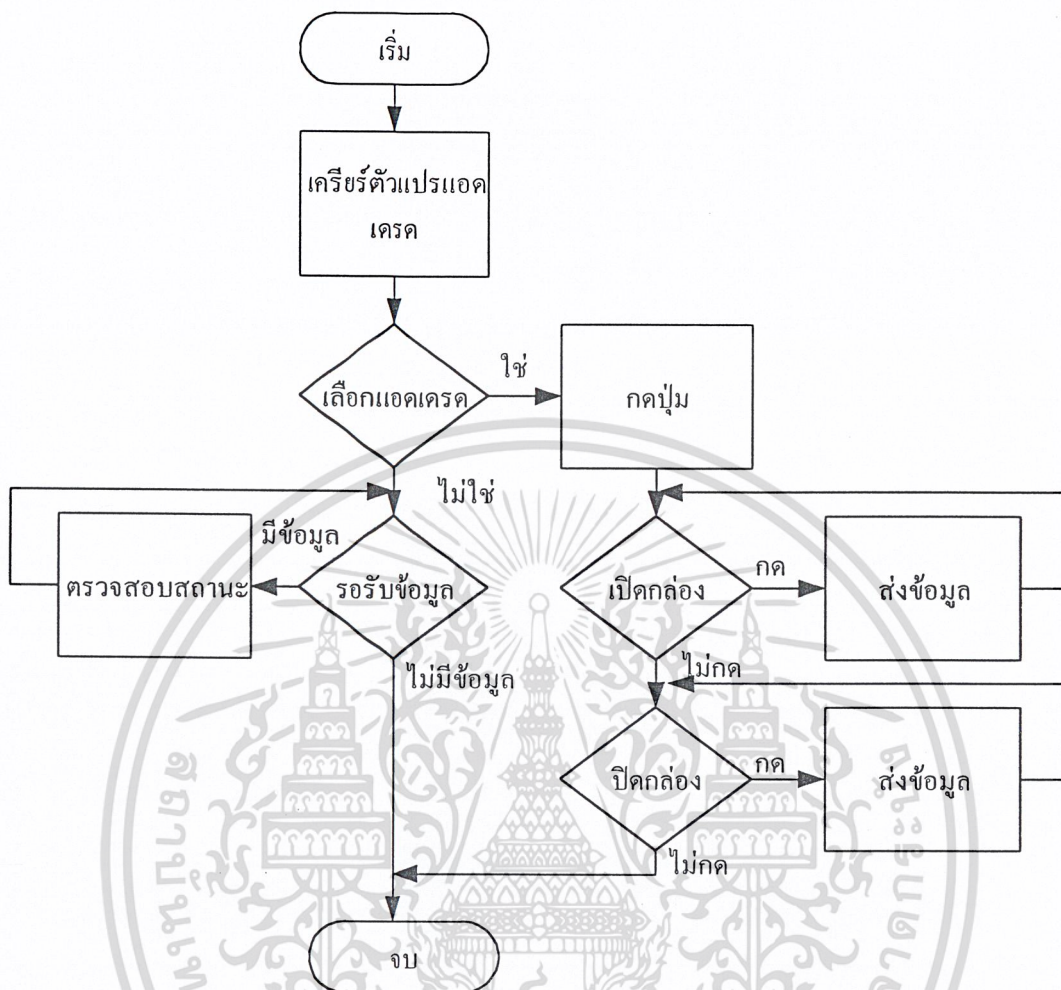 เริ่ม
เครียร์ตัวแปรแอด
เดรด
เลือกแอดเดรด
ใช่
กดปุ่ม
ไม่ใช่
มีข้อมูล
ตรวจสอบสถานะ
รอรับข้อมูล
เปิดกล่อง
กด
ส่งข้อมูล
ไม่มีข้อมูล
ไม่กด
ปิดกล่อง
กด
ส่งข้อมูล
ไม่กด
จบ